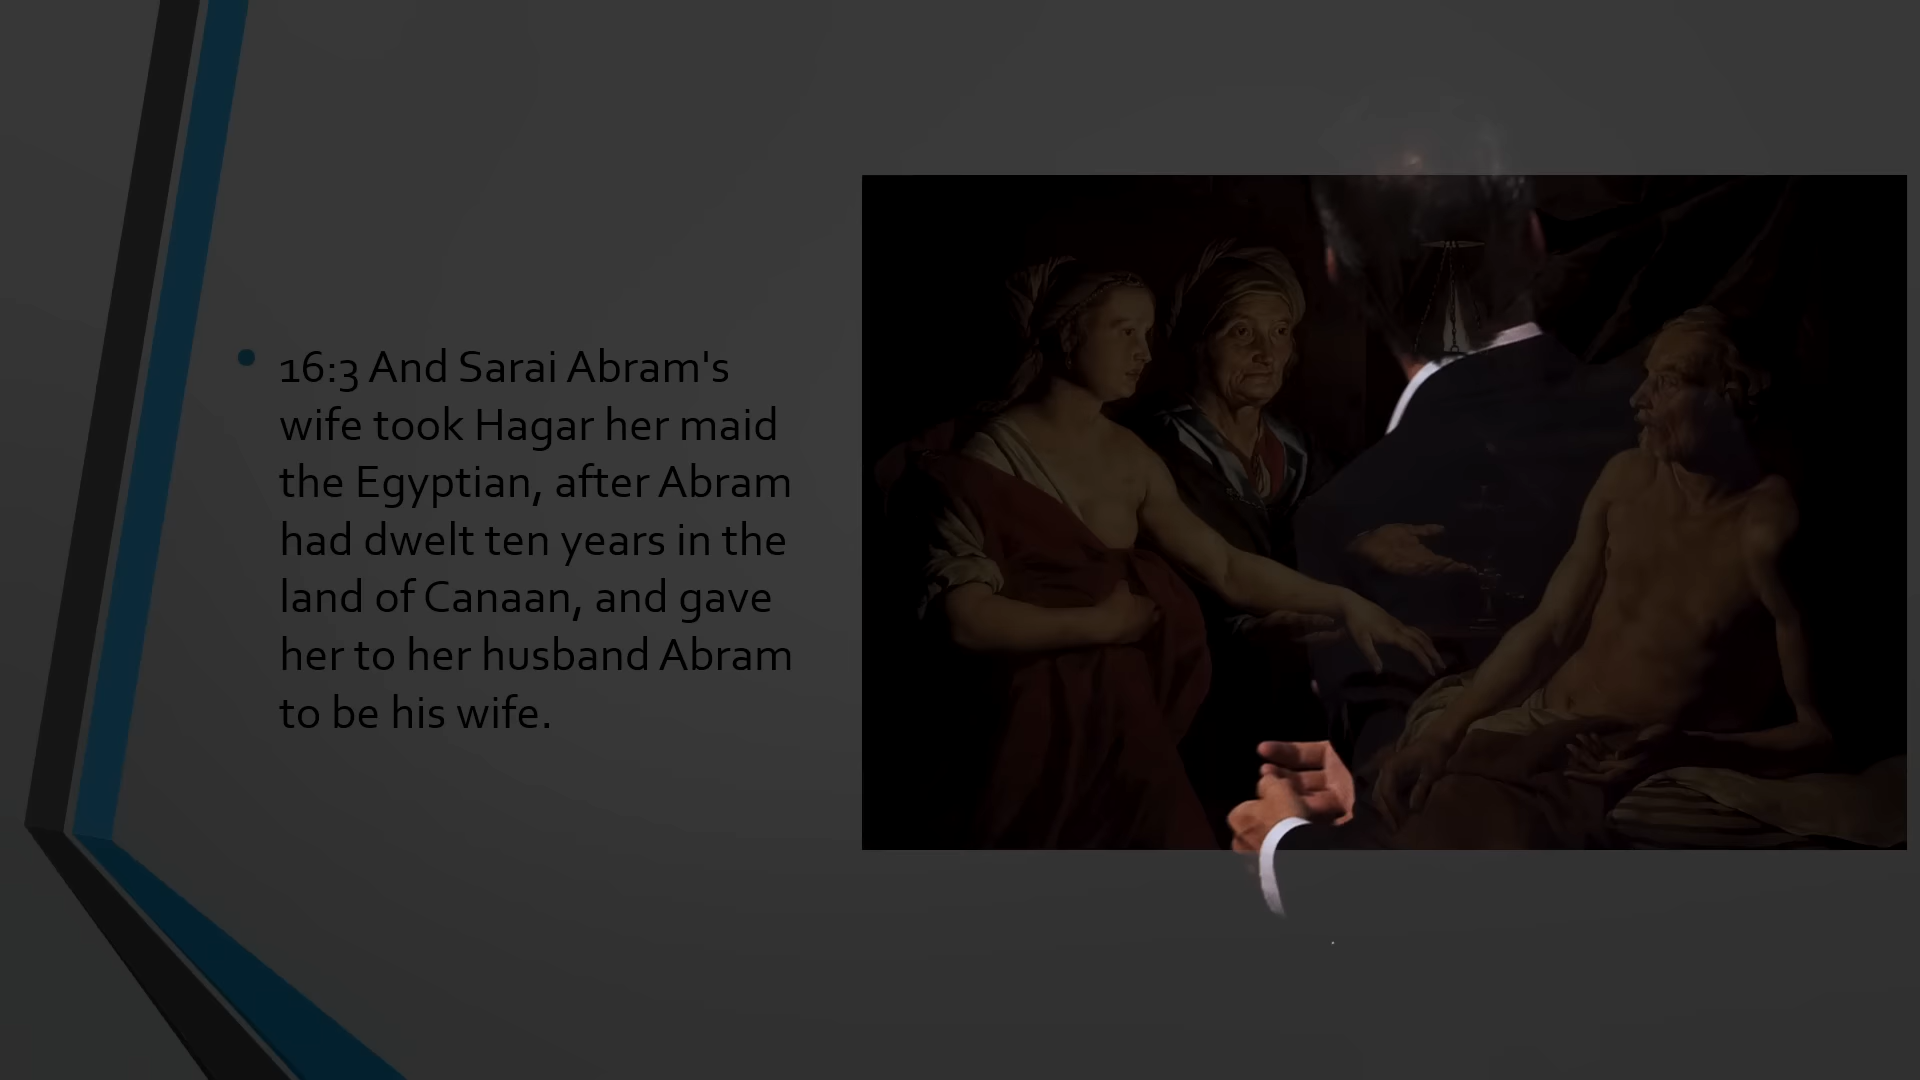 16:3 And Sarai Abram's
wife took Hagar her maid
the Egyptian, after Abram
had dwelt ten years in the
land of Canaan, and gave
her to her husband Abram
to be his wife.